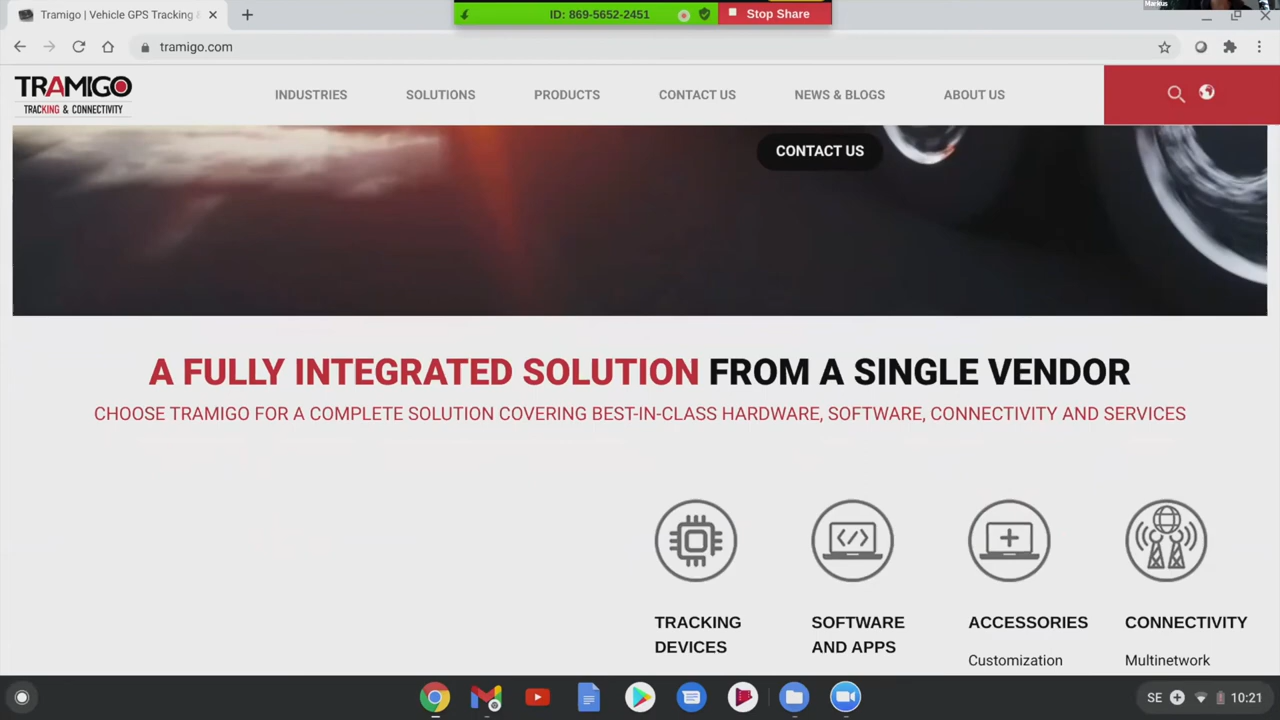 Tramigo | Vehicle GPS Tracking
ID: 869-5652-2451
Stop Share
Markus
tramigo.com
TRAMIGO
TRACKING & CONNECTIVITY
INDUSTRIES
SOLUTIONS
PRODUCTS
CONTACT US
NEWS & BLOGS
ABOUT US
CONTACT US
A FULLY INTEGRATED SOLUTION FROM A SINGLE VENDOR
CHOOSE TRAMIGO FOR A COMPLETE SOLUTION COVERING BEST-IN-CLASS HARDWARE, SOFTWARE, CONNECTIVITY AND SERVICES
TRACKING
DEVICES
SOFTWARE
AND APPS
ACCESSORIES
Customization
CONNECTIVITY
Multinetwork
SE
10:21